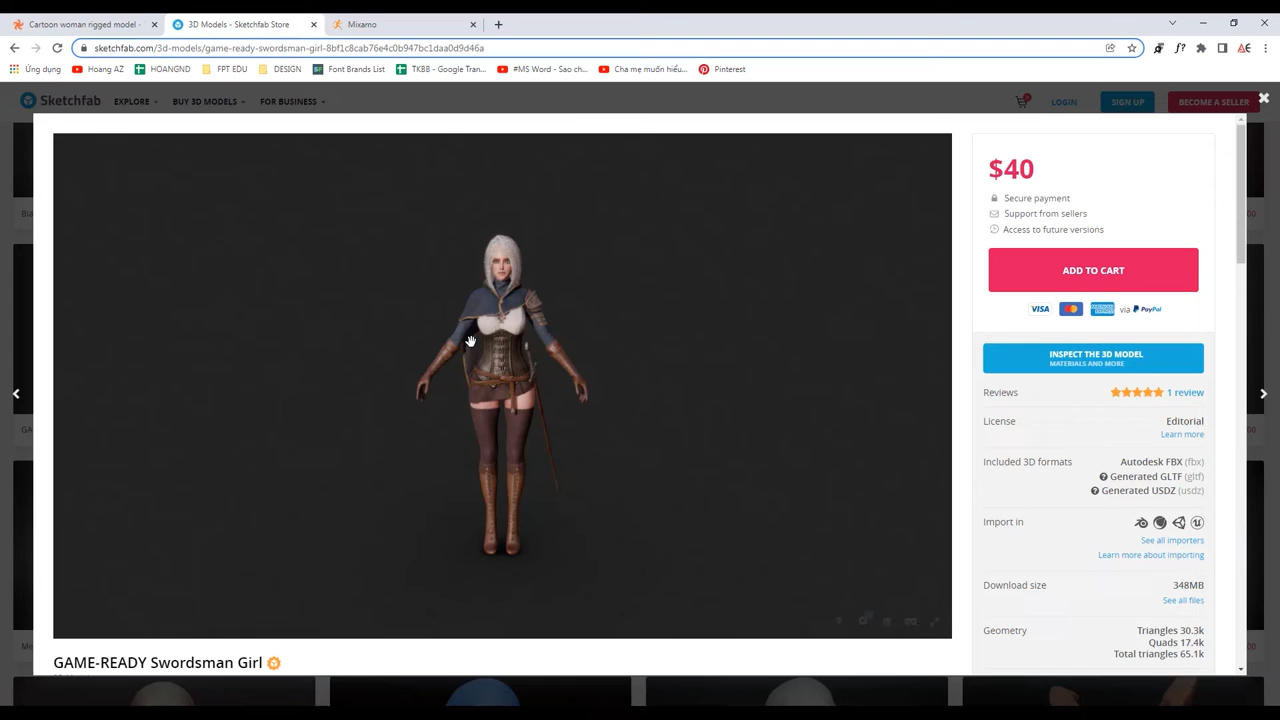 Cartoon woman rigged model -
3D Models - Sketchfab Store
Mixamo
sketchfab.com/3d-models/game-ready-swordsman-girl-8bf1c8cab76e4c0b947bc1daa0d9d46a
Ứng dụng
Hoang AZ
HOANGND
FPT EDU
DESIGN
Font Brands List
TKBB - Google Tran...
#MS Word - Sao ch...
Cha mẹ muốn hiểu...
Pinterest
Sketchfab
EXPLORE
BUY 3D MODELS
FOR BUSINESS
LOGIN
SIGN UP
BECOME A SELLER
$40
Secure payment
Support from sellers
Access to future versions
ADD TO CART
VISA
via PayPal
INSPECT THE 3D MODEL
MATERIALS AND MORE
Reviews
1 review
License
Editorial
Learn more
Included 3D formats
Autodesk FBX (fbx)
Generated GLTF (gltf)
Generated USDZ (usdz)
Import in
See all importers
Learn more about importing
Download size
348MB
See all files
Geometry
Triangles 30.3k
Quads 17.4k
Total triangles 65.1k
GAME-READY Swordsman Girl